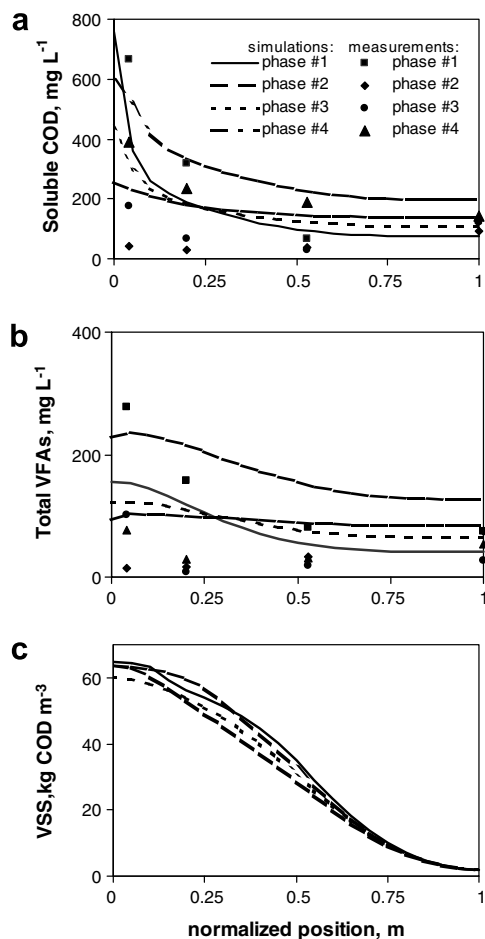 a
simulations: measurements:
phase #1 phase #1
phase #2 phase #2
phase #3 phase #3
phase #4 phase #4
Soluble COD, mg L-1
800
600
400
200
0
0 0.25 0.5 0.75 1
b
Total VFAs, mg L-1
400
200
0
0 0.25 0.5 0.75 1
c
VSS,kg COD m-3
60
40
20
0
0 0.25 0.5 0.75 1
normalized position, m